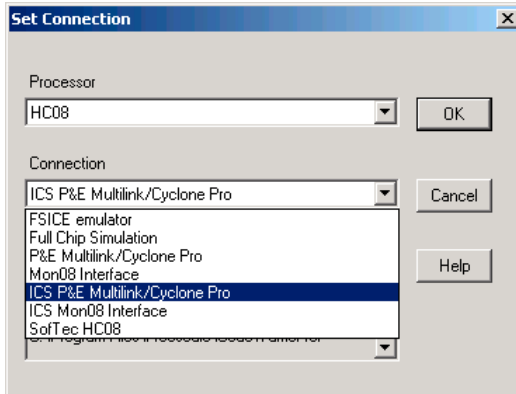 Set Connection
Processor
HC08
OK
Connection
ICS P&E Multilink/Cyclone Pro
Cancel
FSICE emulator
Full Chip Simulation
P&E Multilink/Cyclone Pro
Mon08 Interface
Help
ICS P&E Multilink/Cyclone Pro
ICS Mon08 Interface
SofTec HC08